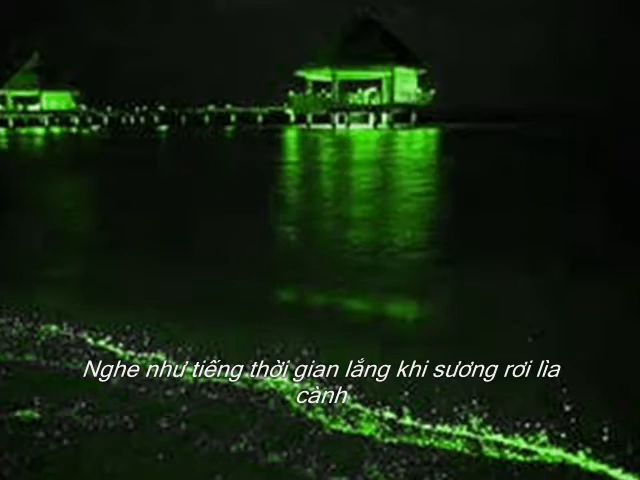 Nghe như tiếng thời gian lắng khi sương rơi lìa
cành